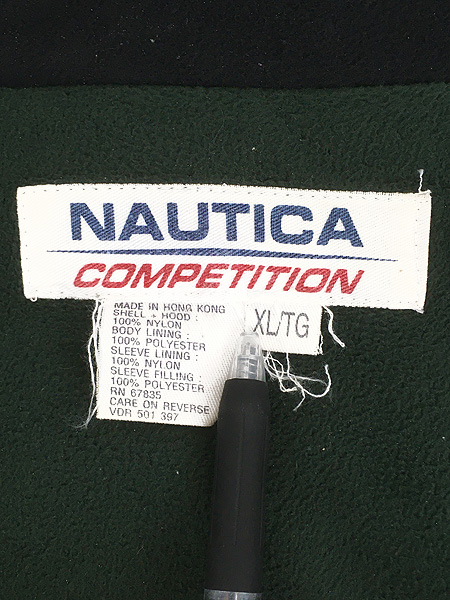 NAUTICA
COMPETITION
MADE IN HONG KONG
SHELL + HOOD :
100% NYLON
BODY LINING :
100% POLYESTER
SLEEVE LINING :
100% NYLON
SLEEVE FILLING :
100% POLYESTER
RN 67835
CARE ON REVERSE
VDR 501 397
XL/TG